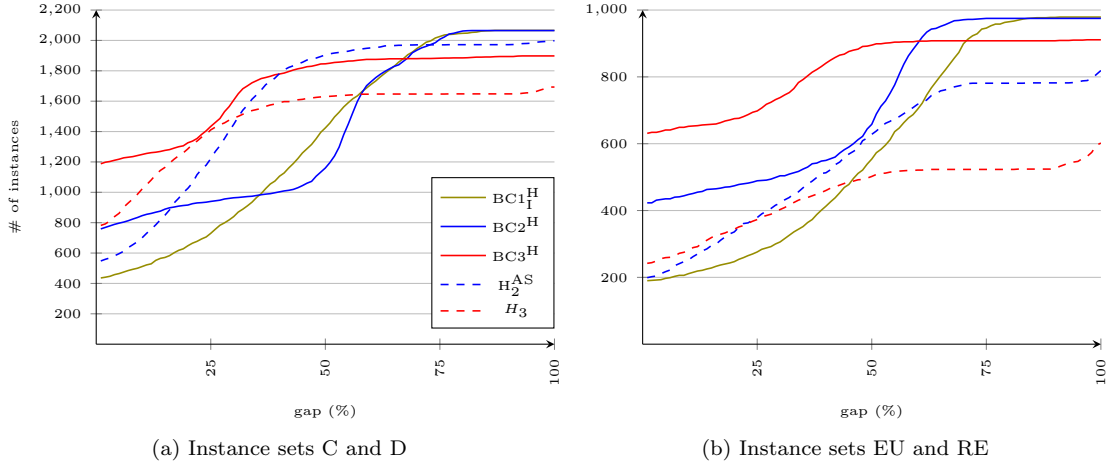 2,200
2,000
1,800
1,600
1,400
1,200
1,000
800
600
400
200
# of instances
25
50
75
100
gap (%)
BC1_I^H
BC2^H
BC3^H
H_2^AS
H_3
(a) Instance sets C and D
1,000
800
600
400
200
25
50
75
100
gap (%)
(b) Instance sets EU and RE